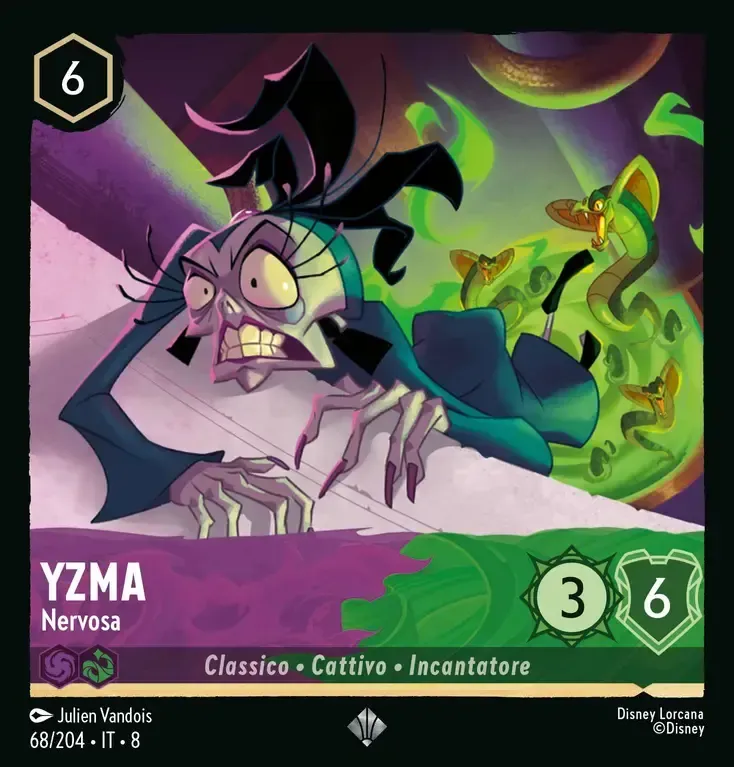 6
YZMA
Nervosa
3
6
Classico • Cattivo • Incantatore
Julien Vandois
68/204 • IT • 8
Disney Lorcana
©Disney